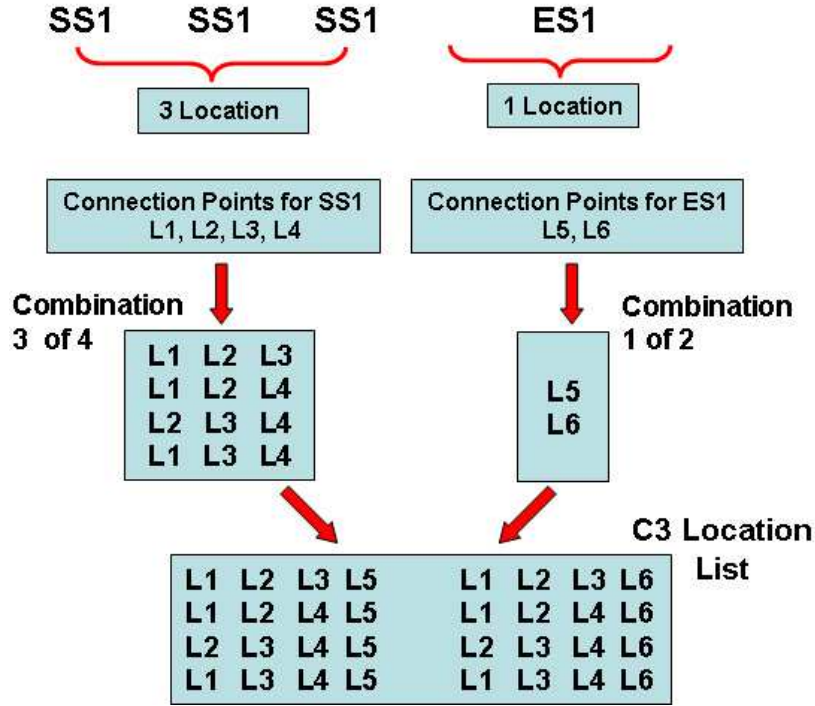 SS1 SS1 SS1 ES1
3 Location
1 Location
Connection Points for SS1
L1, L2, L3, L4
Connection Points for ES1
L5, L6
Combination
3 of 4
L1 L2 L3
L1 L2 L4
L2 L3 L4
L1 L3 L4
Combination
1 of 2
L5
L6
C3 Location
List
L1 L2 L3 L5 L1 L2 L3 L6
L1 L2 L4 L5 L1 L2 L4 L6
L2 L3 L4 L5 L2 L3 L4 L6
L1 L3 L4 L5 L1 L3 L4 L6